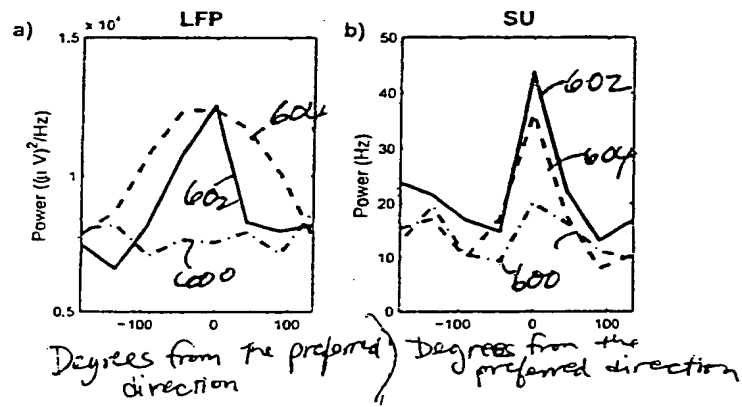 LFP
SU
a)
b)
1.5 x 10⁴
1
0.5
Power ((μ V)²/Hz)
604
602
600
-100 0 100
Degrees from the preferred direction
50
40
30
20
10
0
Power (Hz)
602
604
600
-100 0 100
Degrees from the preferred direction